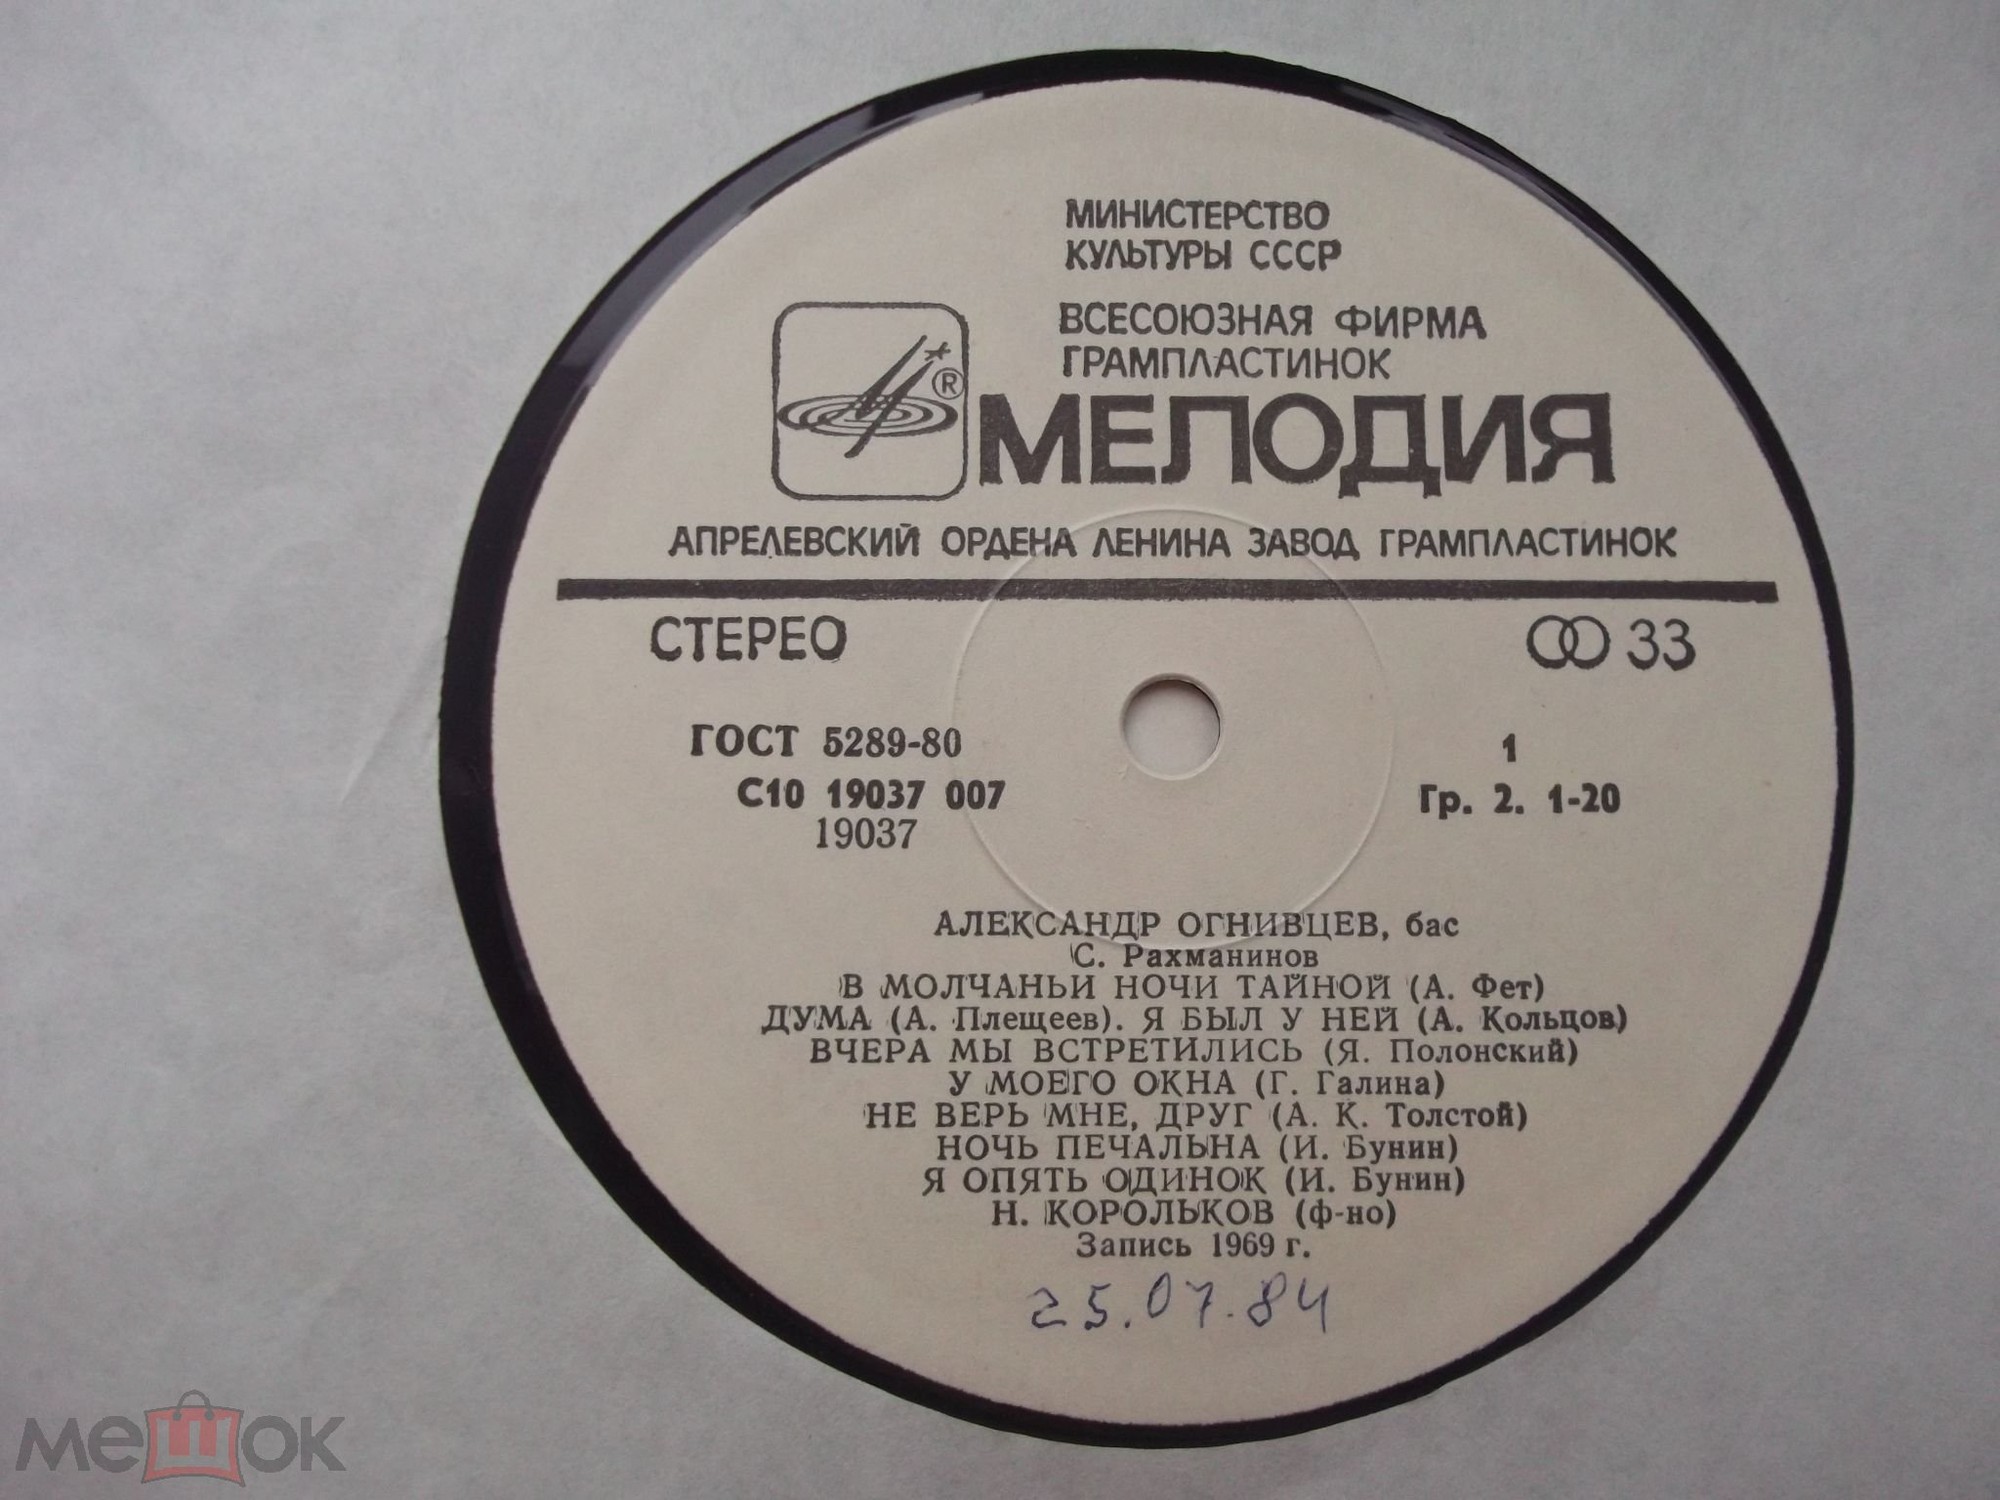 МИНИСТЕРСТВО
КУЛЬТУРЫ СССР
ВСЕСОЮЗНАЯ ФИРМА
ГРАМПЛАСТИНОК
®
МЕЛОДИЯ
АПРЕЛЕВСКИЙ ОРДЕНА ЛЕНИНА ЗАВОД ГРАМПЛАСТИНОК
СТЕРЕО
33
ГОСТ 5289-80
1
С10 19037 007
Гр. 2. 1-20
19037
АЛЕКСАНДР ОГНИВЦЕВ, бас
С. Рахманинов
В МОЛЧАНЬИ НОЧИ ТАЙНОЙ (А. Фет)
ДУМА (А. Плещеев). Я БЫЛ У НЕЙ (А. Кольцов)
ВЧЕРА МЫ ВСТРЕТИЛИСЬ (Я. Полонский)
У МОЕГО ОКНА (Г. Галина)
НЕ ВЕРЬ МНЕ, ДРУГ (А. К. Толстой)
НОЧЬ ПЕЧАЛЬНА (И. Бунин)
Я ОПЯТЬ ОДИНОК (И. Бунин)
Н. КОРОЛЬКОВ (ф-но)
Запись 1969 г.
25.07.84
мешок